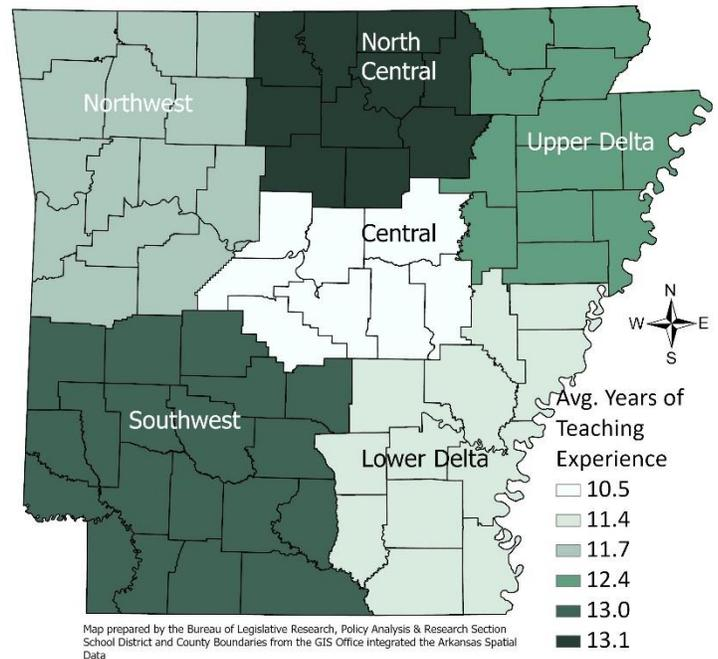 North
Central
Northwest
Upper Delta
Central
N
W E
S
Southwest
Lower Delta
Avg. Years of
Teaching
Experience
10.5
11.4
11.7
12.4
13.0
13.1
Map prepared by the Bureau of Legislative Research, Policy Analysis & Research Section
School District and County Boundaries from the GIS Office integrated the Arkansas Spatial
Data